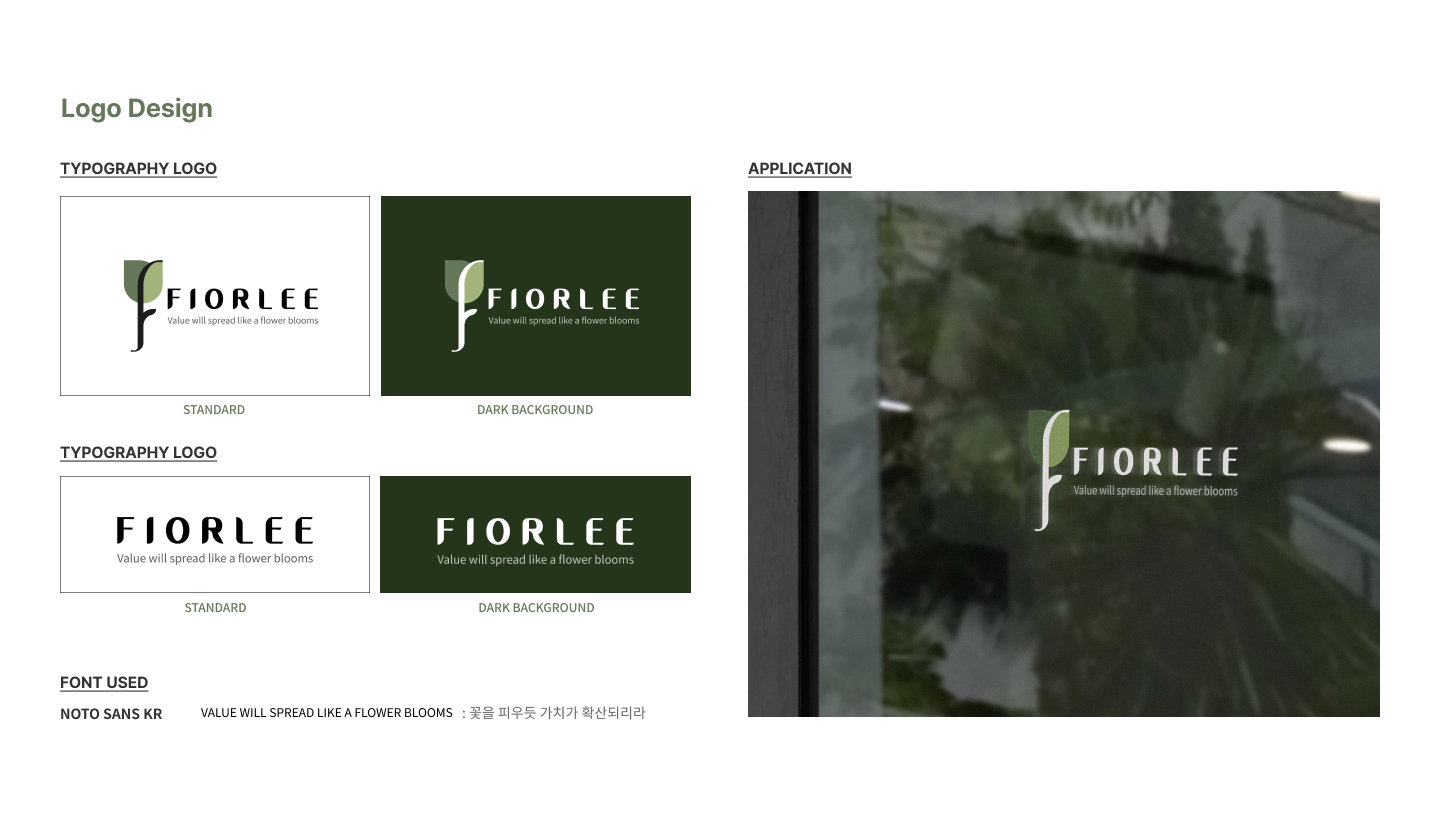 Logo Design
TYPOGRAPHY LOGO
FIORLEE
Value will spread like a flower blooms
FIORLEE
Value will spread like a flower blooms
STANDARD
DARK BACKGROUND
TYPOGRAPHY LOGO
FIORLEE
Value will spread like a flower blooms
FIORLEE
Value will spread like a flower blooms
STANDARD
DARK BACKGROUND
FONT USED
NOTO SANS KR VALUE WILL SPREAD LIKE A FLOWER BLOOMS : 꽃을 피우듯 가치가 확산되리라
APPLICATION
FIORLEE
Value will spread like a flower blooms